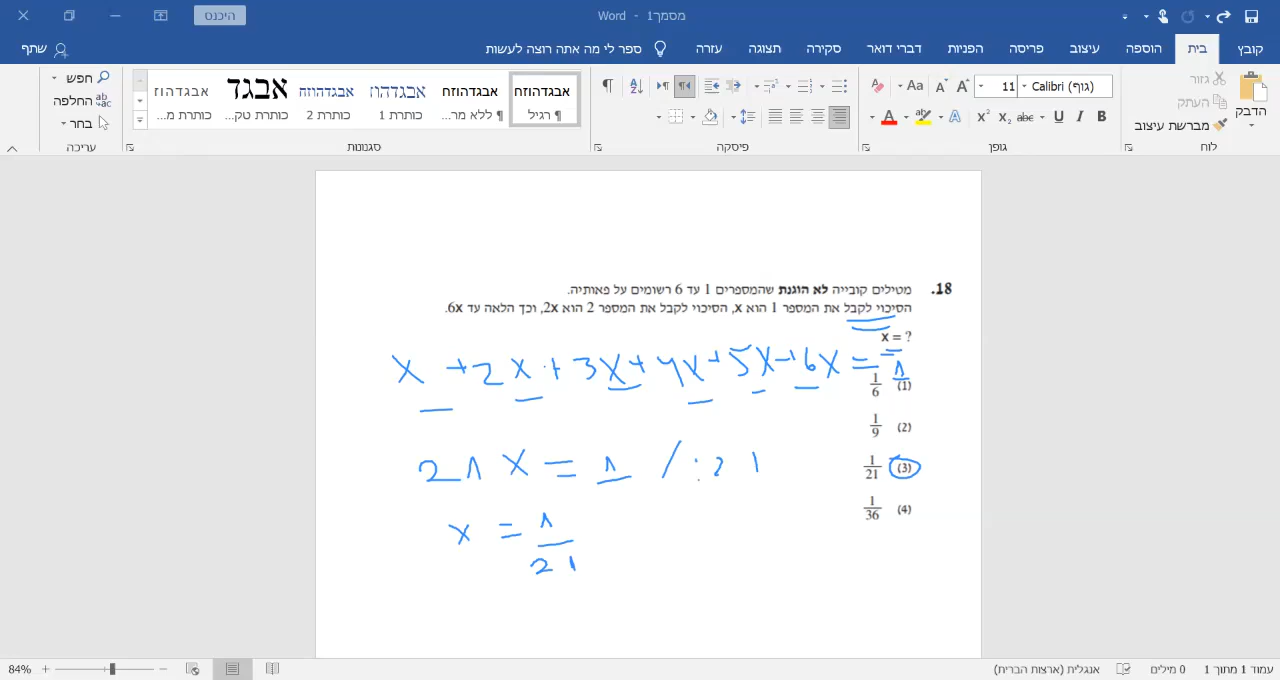 מסמך1 - Word
היכנס
קובץ בית הוספה עיצוב פריסה הפניות דברי דואר סקירה תצוגה עזרה ספר לי מה אתה רוצה לעשות שתף
הדבק
גזור
העתק
מברשת עיצוב
לוח
Calibri (גוף) 11
Aa
B I U abc X₂ X² A ab A
גופן
פיסקה
אבגדהוזח
¶ רגיל
אבגדהוזח
¶ ללא מר...
אבגדהוזח
כותרת 1
אבגדהוזח
כותרת 2
אבגד
כותרת טק...
אבגדהוזח
כותרת מ...
סגנונות
חפש
החלפה
בחר
עריכה
18. מטילים קובייה לא הוגנת שהמספרים 1 עד 6 רשומים על פאותיה.
הסיכוי לקבל את המספר 1 הוא x, הסיכוי לקבל את המספר 2 הוא 2x, וכך הלאה עד 6x.
x = ?
x + 2x + 3x + 4x + 5x + 6x = 1
(1) 1/6
(2) 1/9
21x = 1 /:21
(3) 1/21
(4) 1/36
x = 1/21
עמוד 1 מתוך 1 0 מילים אנגלית (ארצות הברית) 84%